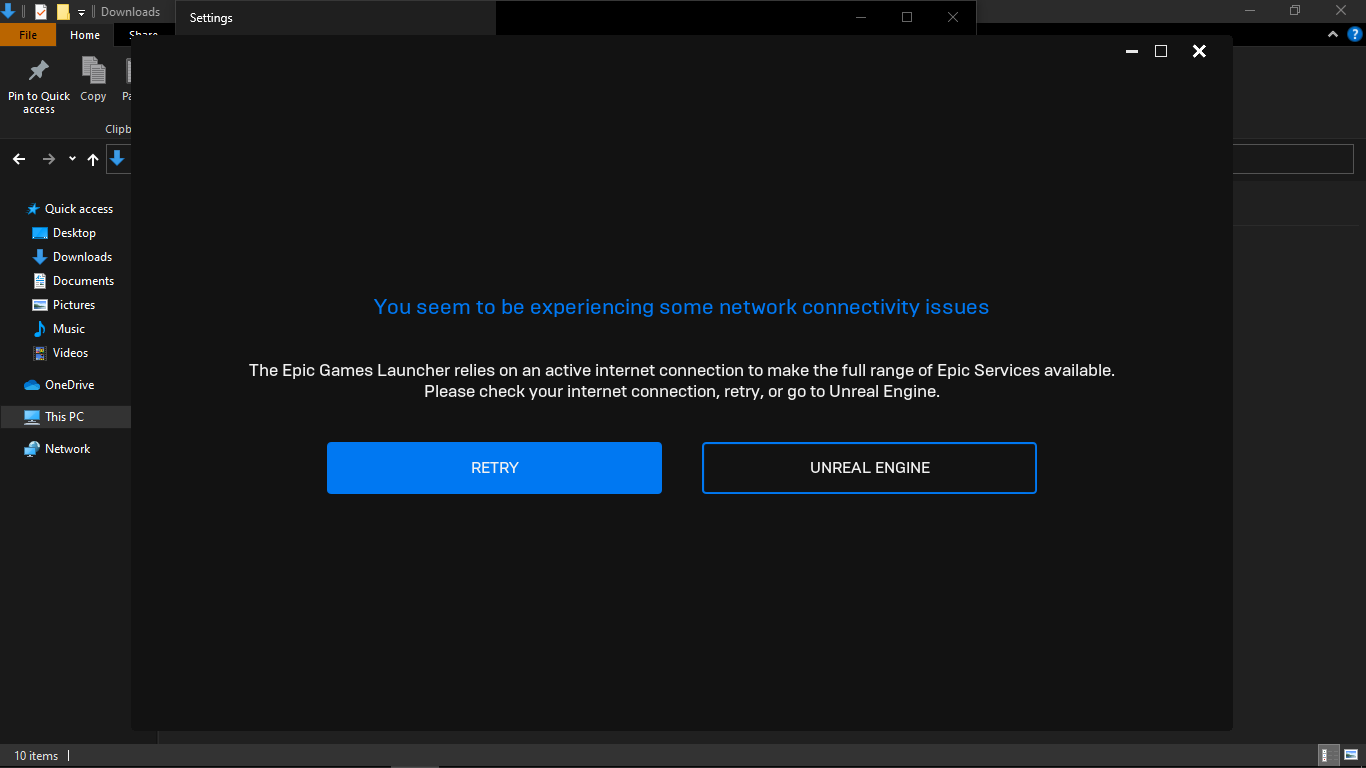 Downloads
Settings
File
Home
Share
Pin to Quick
access
Copy
Quick access
Desktop
Downloads
Documents
Pictures
Music
Videos
OneDrive
This PC
Network
You seem to be experiencing some network connectivity issues
The Epic Games Launcher relies on an active internet connection to make the full range of Epic Services available.
Please check your internet connection, retry, or go to Unreal Engine.
RETRY
UNREAL ENGINE
10 items